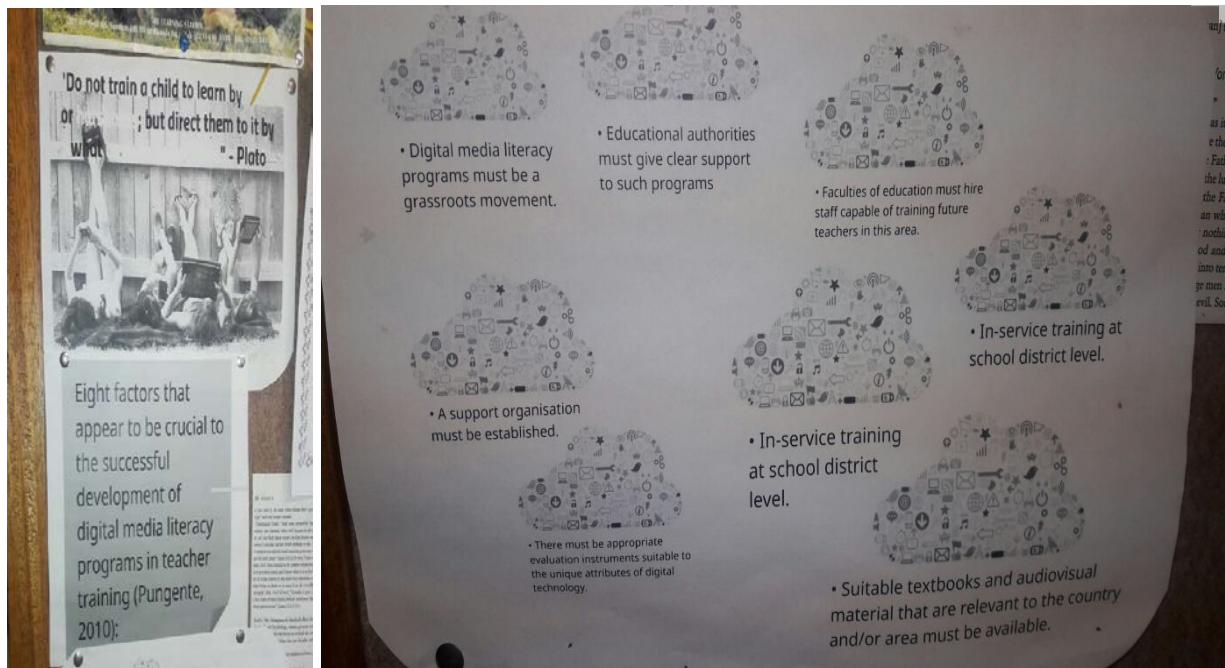 'Do not train a child to learn by
or ; but direct them to it by
what " - Plato
Eight factors that
appear to be crucial to
the successful
development of
digital media literacy
programs in teacher
training (Pungente,
2010):
• Digital media literacy
programs must be a
grassroots movement.
• Educational authorities
must give clear support
to such programs
• Faculties of education must hire
staff capable of training future
teachers in this area.
• In-service training at
school district level.
• A support organisation
must be established.
• In-service training
at school district
level.
• There must be appropriate
evaluation instruments suitable to
the unique attributes of digital
technology.
• Suitable textbooks and audiovisual
material that are relevant to the country
and/or area must be available.